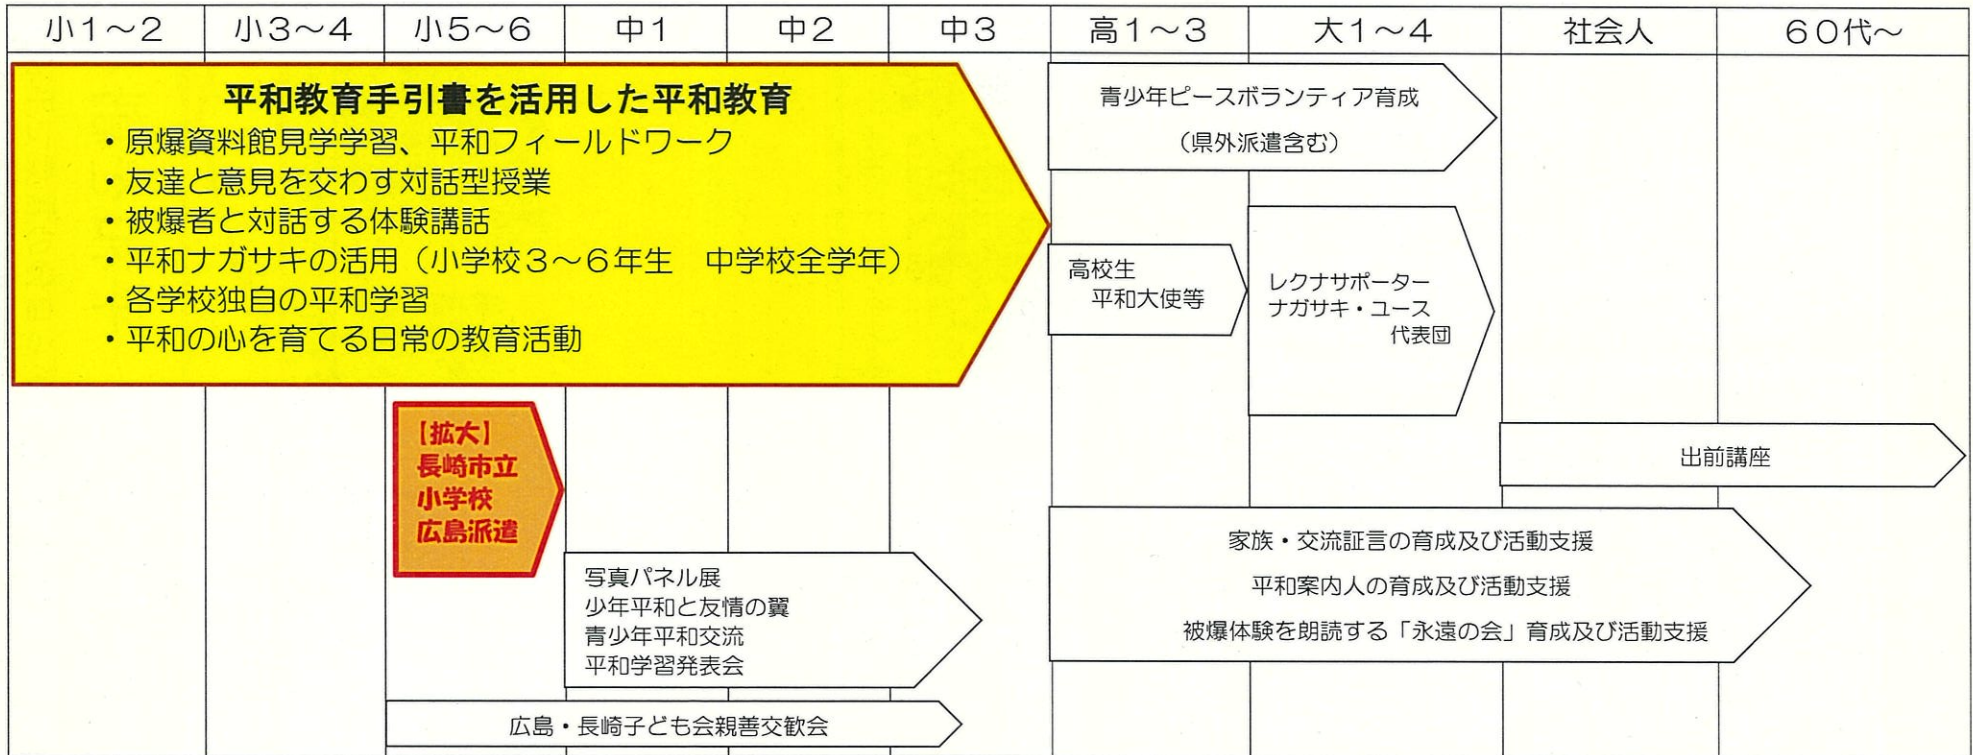 小1～2 小3～4 小5～6 中1 中2 中3 高1～3 大1～4 社会人 60代～
平和教育手引書を活用した平和教育
・原爆資料館見学学習、平和フィールドワーク
・友達と意見を交わす対話型授業
・被爆者と対話する体験講話
・平和ナガサキの活用（小学校3～6年生　中学校全学年）
・各学校独自の平和学習
・平和の心を育てる日常の教育活動
青少年ピースボランティア育成
（県外派遣含む）
高校生
平和大使等
レクナサポーター
ナガサキ・ユース
代表団
【拡大】
長崎市立
小学校
広島派遣
出前講座
写真パネル展
少年平和と友情の翼
青少年平和交流
平和学習発表会
家族・交流証言の育成及び活動支援
平和案内人の育成及び活動支援
被爆体験を朗読する「永遠の会」育成及び活動支援
広島・長崎子ども会親善交歓会